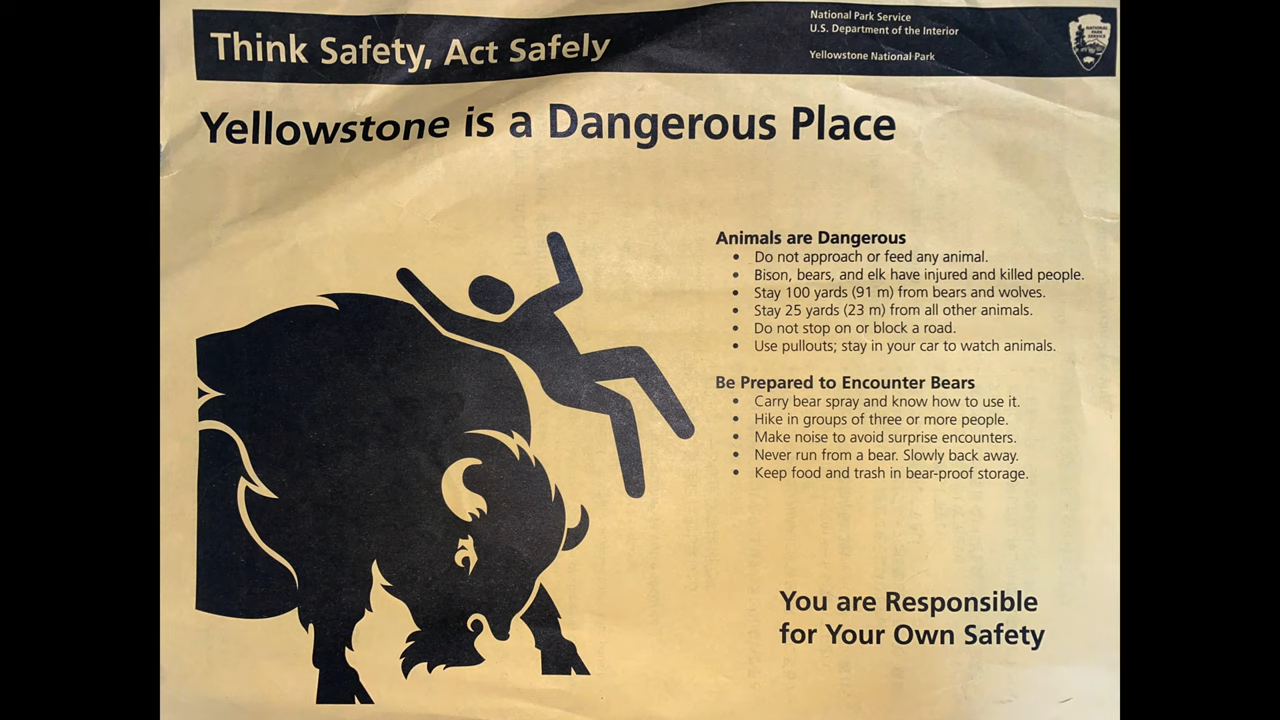 Think Safety, Act Safely
National Park Service
U.S. Department of the Interior
Yellowstone National Park
NATIONAL
PARK
SERVICE
Yellowstone is a Dangerous Place
Animals are Dangerous
• Do not approach or feed any animal.
• Bison, bears, and elk have injured and killed people.
• Stay 100 yards (91 m) from bears and wolves.
• Stay 25 yards (23 m) from all other animals.
• Do not stop on or block a road.
• Use pullouts; stay in your car to watch animals.
Be Prepared to Encounter Bears
• Carry bear spray and know how to use it.
• Hike in groups of three or more people.
• Make noise to avoid surprise encounters.
• Never run from a bear. Slowly back away.
• Keep food and trash in bear-proof storage.
You are Responsible
for Your Own Safety